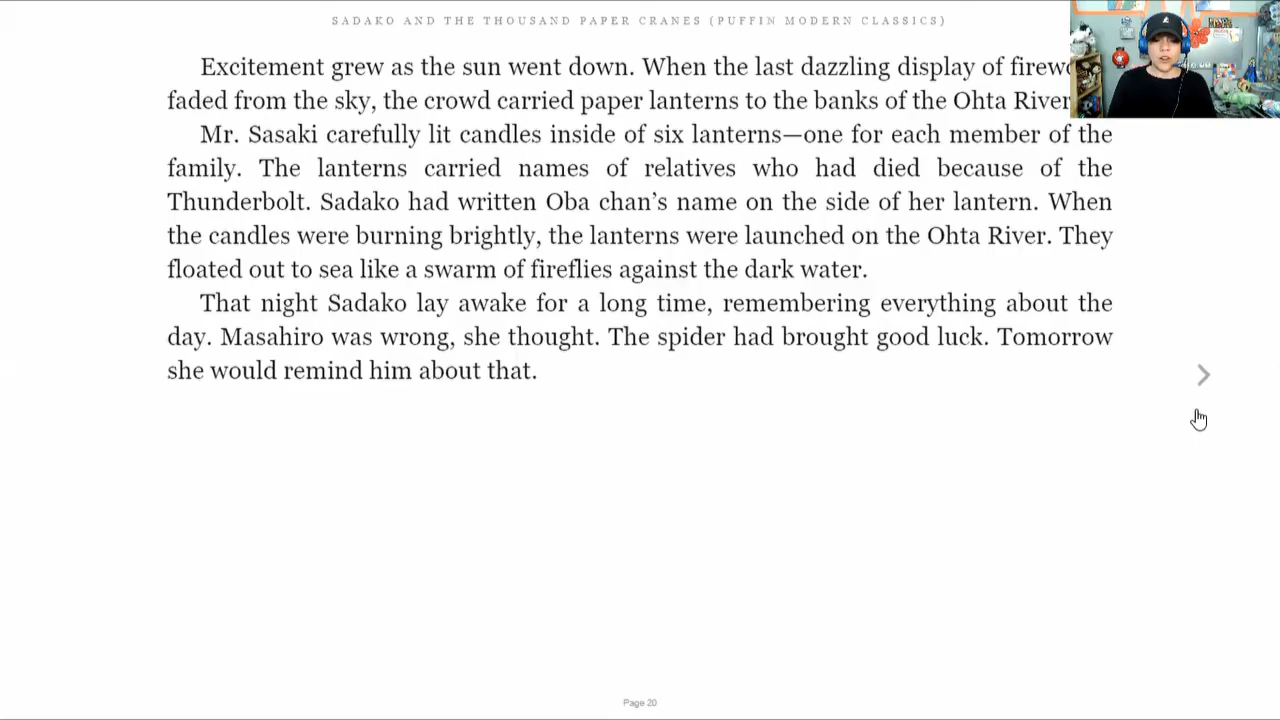 SADAKO AND THE THOUSAND PAPER CRANES (PUFFIN MODERN CLASSICS)
Excitement grew as the sun went down. When the last dazzling display of
faded from the sky, the crowd carried paper lanterns to the banks of the Ohta River
Mr. Sasaki carefully lit candles inside of six lanterns—one for each member of the
family. The lanterns carried names of relatives who had died because of the
Thunderbolt. Sadako had written Oba chan's name on the side of her lantern. When
the candles were burning brightly, the lanterns were launched on the Ohta River. They
floated out to sea like a swarm of fireflies against the dark water.
That night Sadako lay awake for a long time, remembering everything about the
day. Masahiro was wrong, she thought. The spider had brought good luck. Tomorrow
she would remind him about that.
Page 20